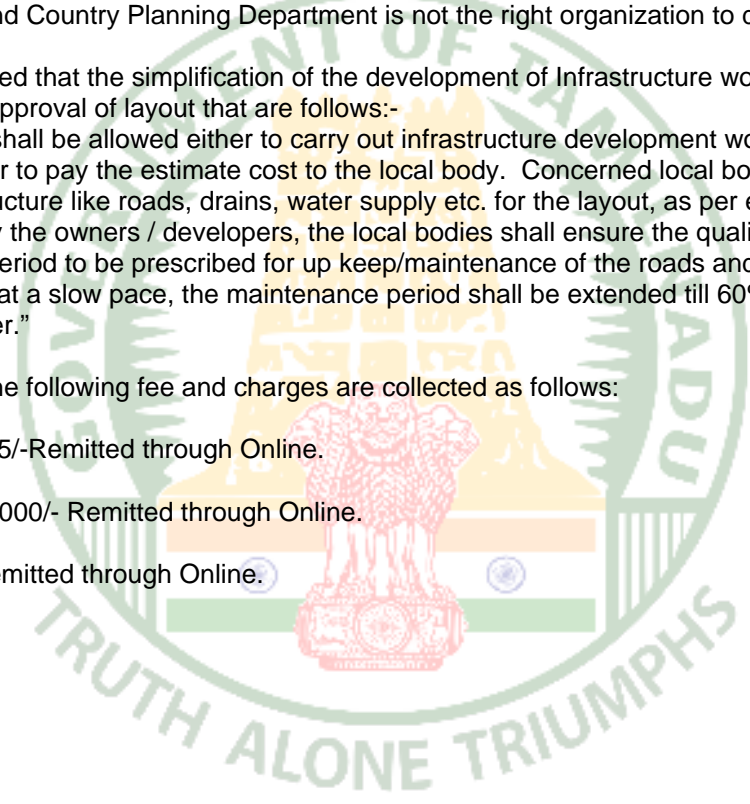 nd Country Planning Department is not the right organization to c
ed that the simplification of the development of Infrastructure wo
pproval of layout that are follows:-
shall be allowed either to carry out infrastructure development wo
r to pay the estimate cost to the local body. Concerned local bo
ucture like roads, drains, water supply etc. for the layout, as per e
y the owners / developers, the local bodies shall ensure the quali
eriod to be prescribed for up keep/maintenance of the roads and
at a slow pace, the maintenance period shall be extended till 60%
er.”
he following fee and charges are collected as follows:
5/-Remitted through Online.
000/- Remitted through Online.
emitted through Online.
GOVERNMENT OF TAMILNADU
TRUTH ALONE TRIUMPHS